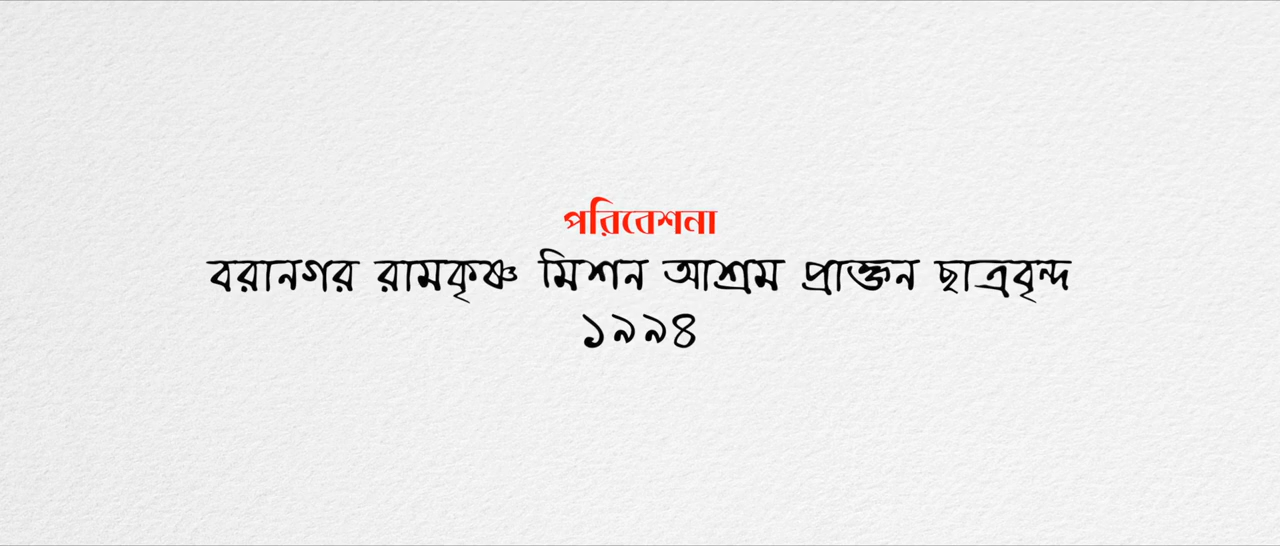 পরিবেশনা
বরানগর রামকৃষ্ণ মিশন আশ্রম প্রাক্তন ছাত্রবৃন্দ
১৯৯৪